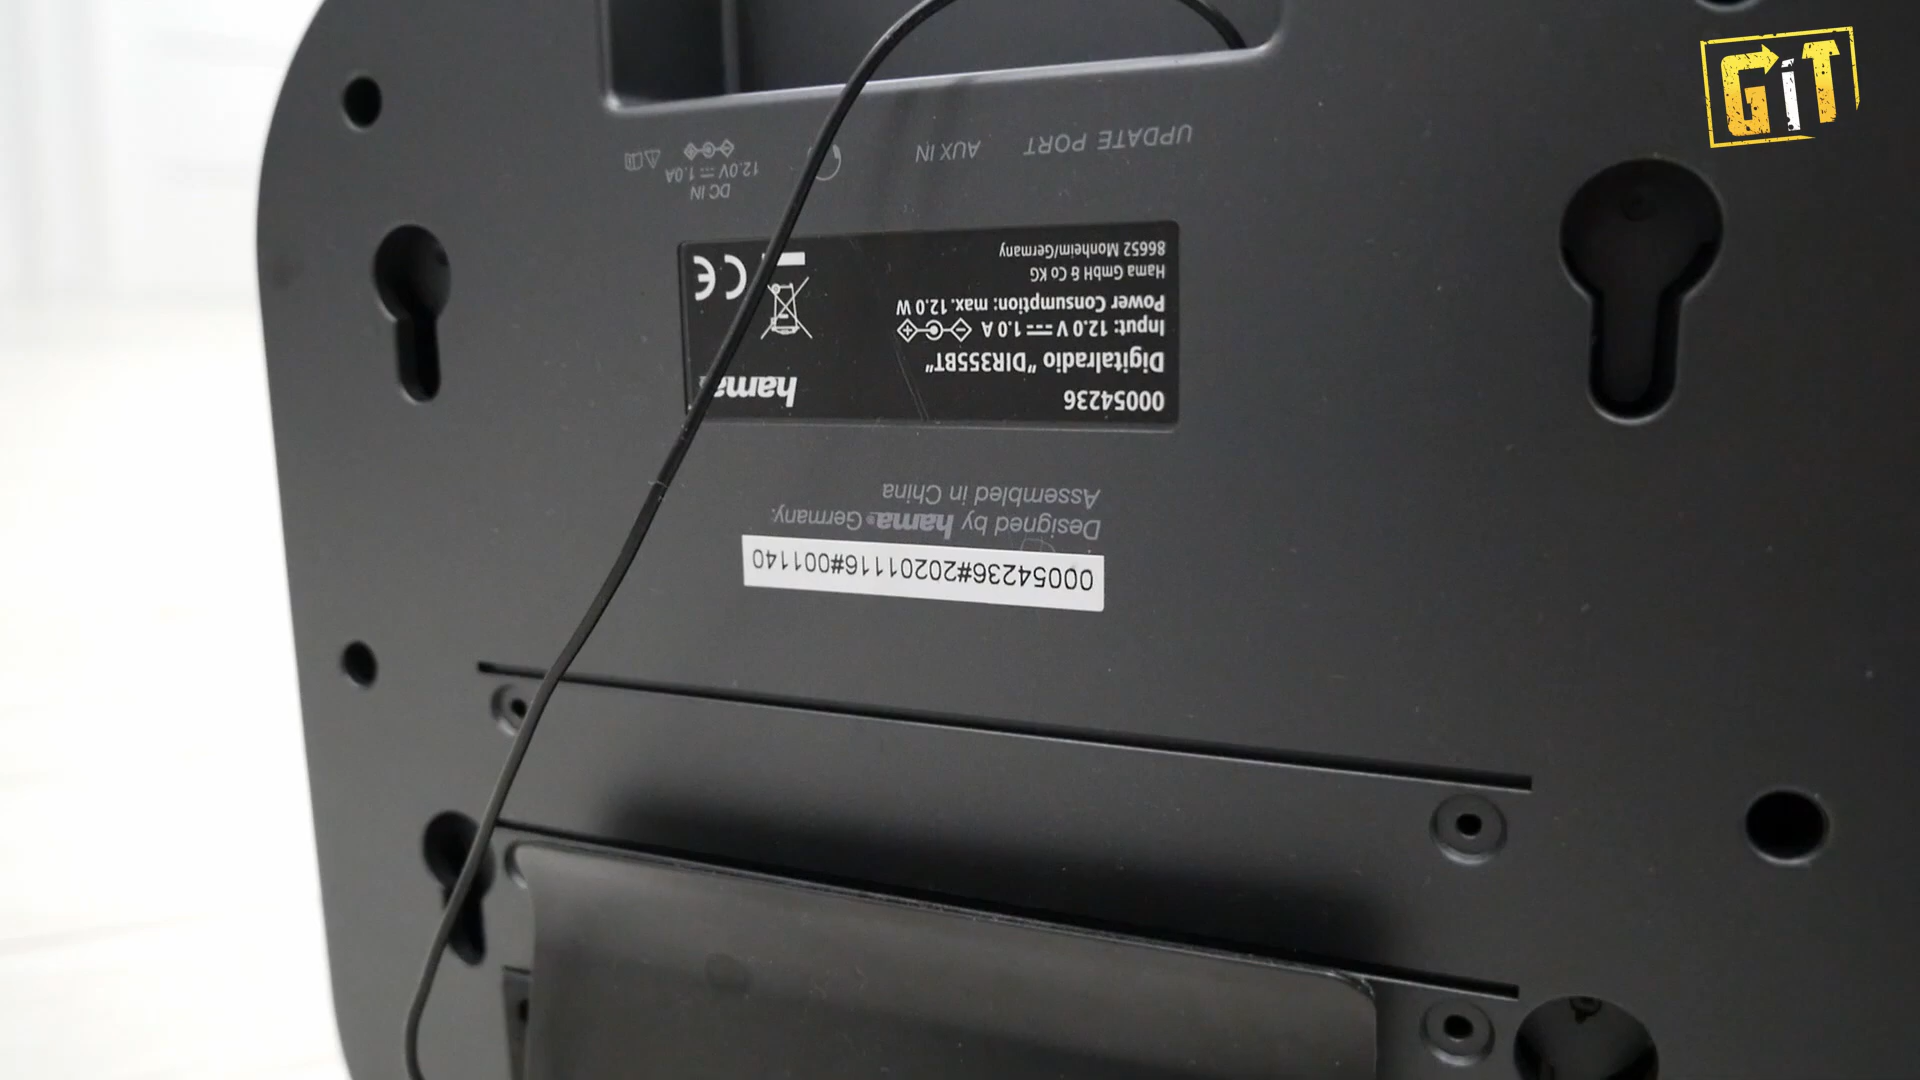 GiT
00054236
hama
Digitalradio "DIR355BT"
Input: 12.0 V 1.0 A
Power Consumption: max. 12.0 W
Hama GmbH & Co KG
86652 Monheim/Germany
CE
UPDATE PORT
AUX IN
DC IN
12.0V 1.0A
00054236#20201116#001140
Designed by hama Germany.
Assembled in China